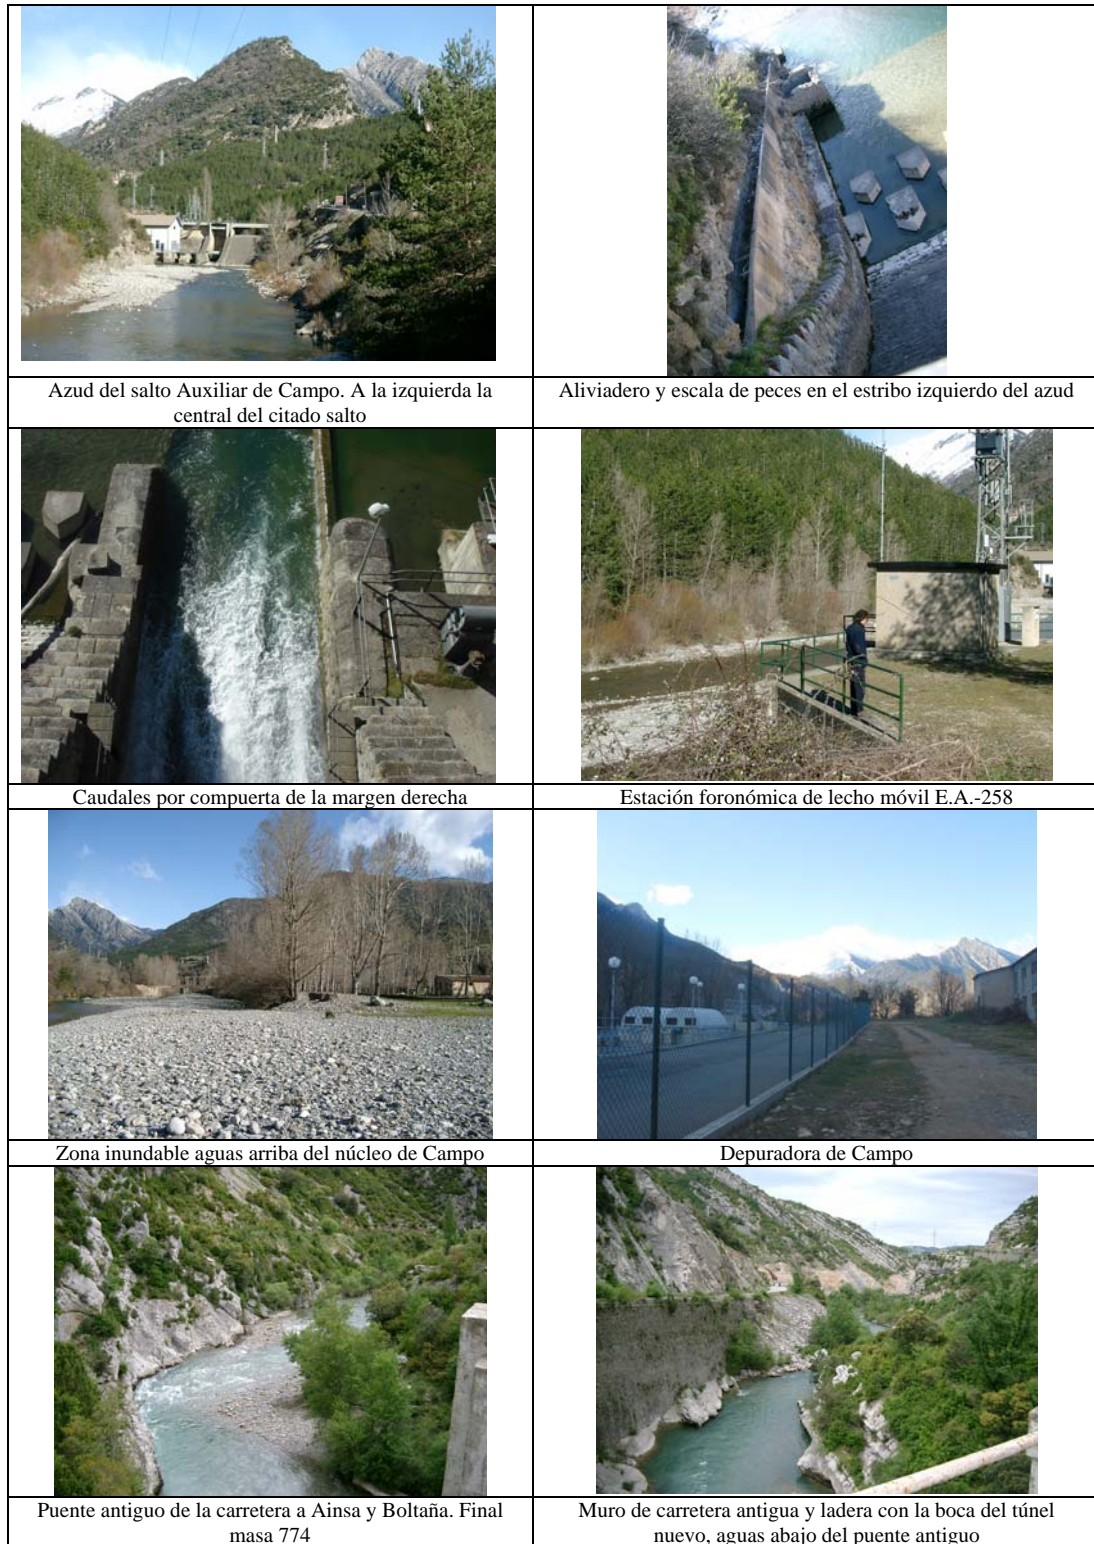 Azud del salto Auxiliar de Campo. A la izquierda la
central del citado salto
Aliviadero y escala de peces en el estribo izquierdo del azud
Caudales por compuerta de la margen derecha
Estación foronómica de lecho móvil E.A.-258
Zona inundable aguas arriba del núcleo de Campo
Depuradora de Campo
Puente antiguo de la carretera a Ainsa y Boltaña. Final
masa 774
Muro de carretera antigua y ladera con la boca del túnel
nuevo, aguas abajo del puente antiguo